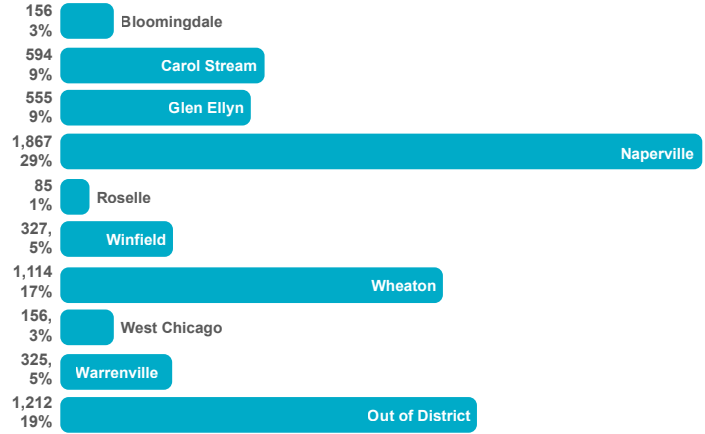 156
3%
Bloomingdale
594
9%
Carol Stream
555
9%
Glen Ellyn
1,867
29%
Naperville
85
1%
Roselle
327,
5%
Winfield
1,114
17%
Wheaton
156,
3%
West Chicago
325,
5%
Warrenville
1,212
19%
Out of District